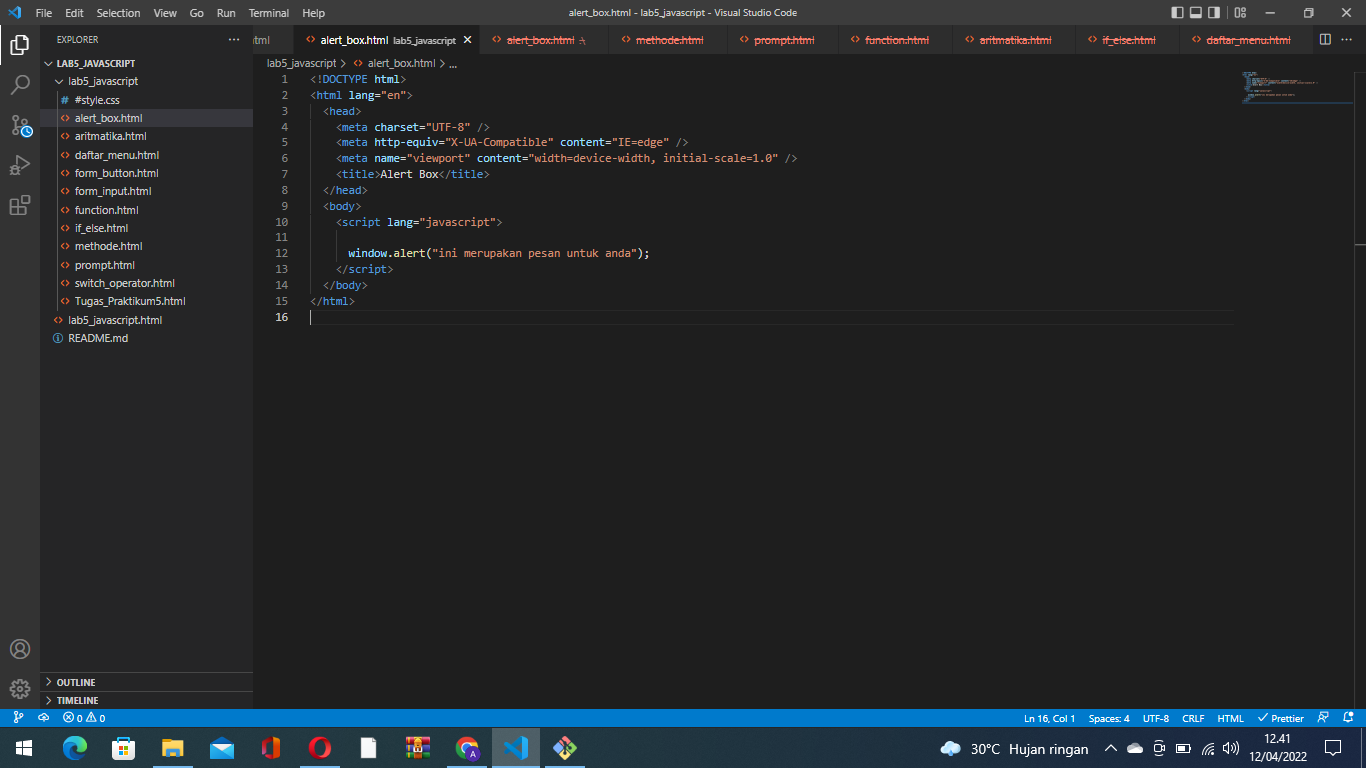 File Edit Selection View Go Run Terminal Help alert_box.html - lab5_javascript - Visual Studio Code
EXPLORER ···
LAB5_JAVASCRIPT
lab5_javascript
#style.css
alert_box.html
aritmatika.html
daftar_menu.html
form_button.html
form_input.html
function.html
if_else.html
methode.html
prompt.html
switch_operator.html
Tugas_Praktikum5.html
lab5_javascript.html
README.md
OUTLINE
TIMELINE
html alert_box.html lab5_javascript alert_box.html methode.html prompt.html function.html aritmatika.html if_else.html daftar_menu.html
lab5_javascript > alert_box.html > ...
1 <!DOCTYPE html>
2 <html lang="en">
3 <head>
4 <meta charset="UTF-8" />
5 <meta http-equiv="X-UA-Compatible" content="IE=edge" />
6 <meta name="viewport" content="width=device-width, initial-scale=1.0" />
7 <title>Alert Box</title>
8 </head>
9 <body>
10 <script lang="javascript">
11
12 window.alert("ini merupakan pesan untuk anda");
13 </script>
14 </body>
15 </html>
16
0 0 Ln 16, Col 1 Spaces: 4 UTF-8 CRLF HTML Prettier
30°C Hujan ringan
12.41
12/04/2022